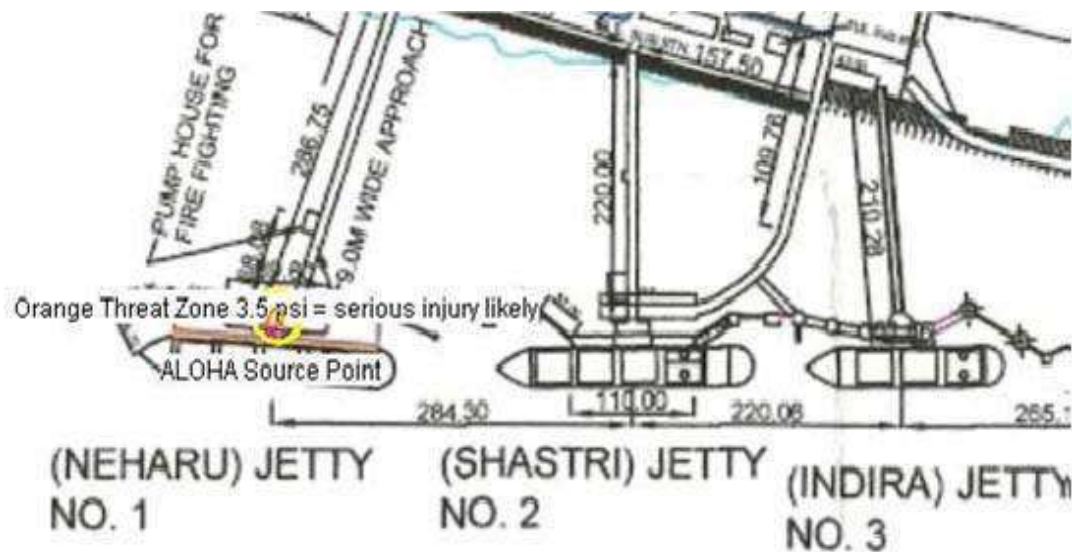 PUMP HOUSE FOR
FIRE FIGHTING
286.75
9.0M WIDE APPROACH
157.50
220.00
109.76
210.28
Orange Threat Zone 3.5 psi = serious injury likely
ALOHA Source Point
284.30
110.00
220.06
(NEHARU) JETTY
NO. 1
(SHASTRI) JETTY
NO. 2
(INDIRA) JETTY
NO. 3